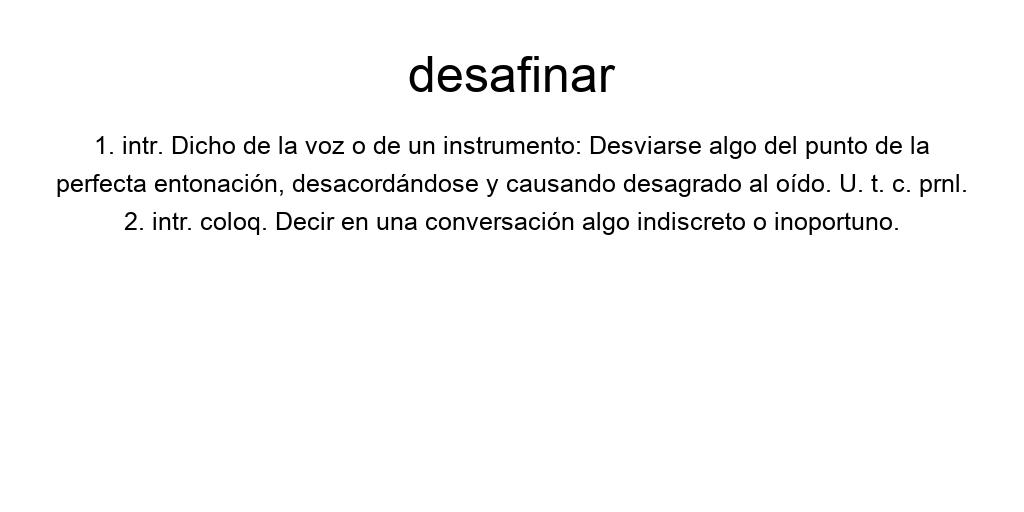 desafinar
1. intr. Dicho de la voz o de un instrumento: Desviarse algo del punto de la
perfecta entonación, desacordándose y causando desagrado al oído. U. t. c. prnl.
2. intr. coloq. Decir en una conversación algo indiscreto o inoportuno.